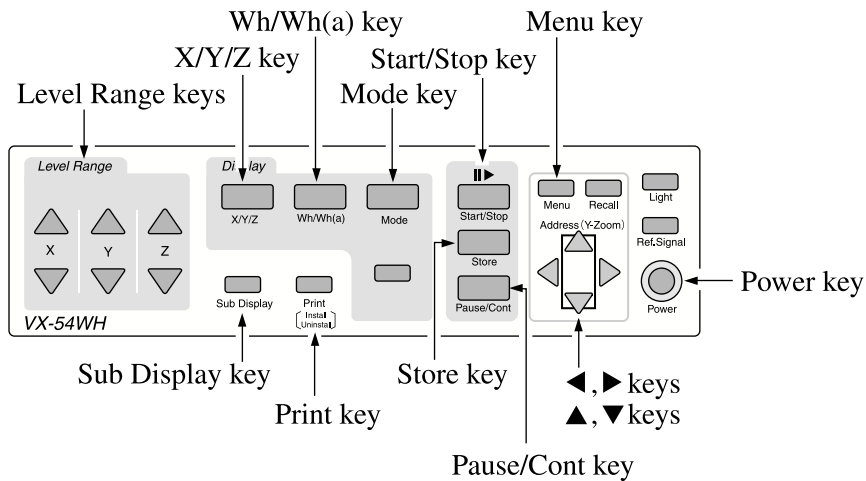 Wh/Wh(a) key
Menu key
X/Y/Z key
Start/Stop key
Level Range keys
Mode key
Level Range
Di lay
X/Y/Z
Wh/Wh(a)
Mode
Start/Stop
Menu
Recall
Light
Address (Y-Zoom)
X
Y
Z
Store
Ref.Signal
Sub Display
Print
[Install
Uninstall]
Pause/Cont
Power
Power key
VX-54WH
Sub Display key
Store key
◀, ▶ keys
Print key
▲, ▼ keys
Pause/Cont key